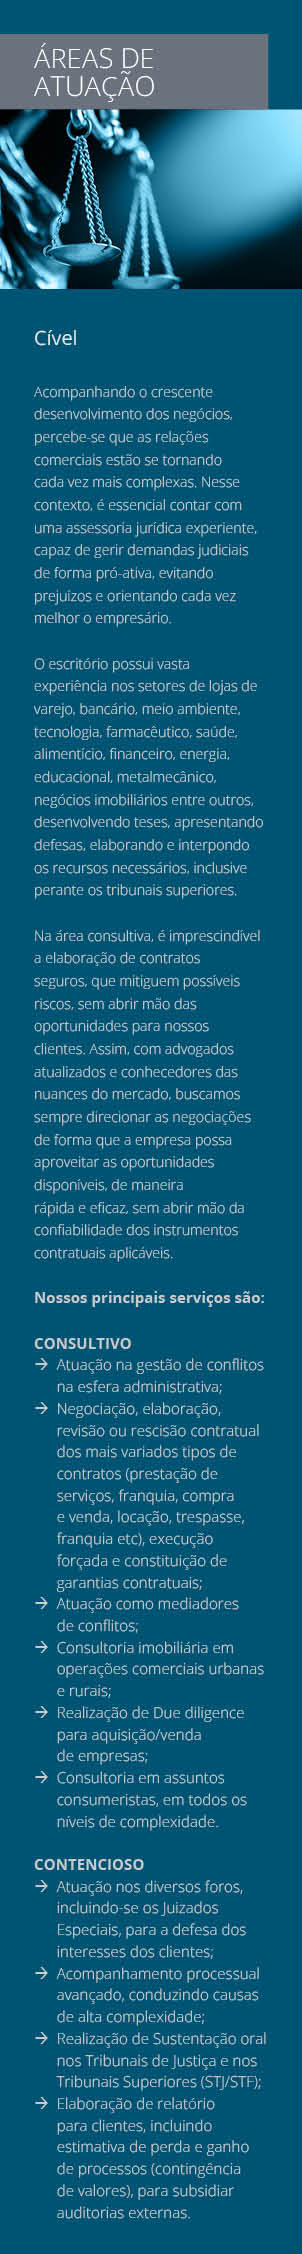 ÁREAS DE
ATUAÇÃO
Cível
Acompanhando o crescente
desenvolvimento dos negócios,
percebe-se que as relações
comerciais estão se tornando
cada vez mais complexas. Nesse
contexto, é essencial contar com
uma assessoria jurídica experiente,
capaz de gerir demandas judiciais
de forma pró-ativa, evitando
prejuízos e orientando cada vez
melhor o empresário.
O escritório possui vasta
experiência nos setores de lojas de
varejo, bancário, meio ambiente,
tecnologia, farmacêutico, saúde,
alimentício, financeiro, energia,
educacional, metalmecânico,
negócios imobiliários entre outros,
desenvolvendo teses, apresentando
defesas, elaborando e interpondo
os recursos necessários, inclusive
perante os tribunais superiores.
Na área consultiva, é imprescindível
a elaboração de contratos
seguros, que mitiguem possíveis
riscos, sem abrir mão das
oportunidades para nossos
clientes. Assim, com advogados
atualizados e conhecedores das
nuances do mercado, buscamos
sempre direcionar as negociações
de forma que a empresa possa
aproveitar as oportunidades
disponíveis, de maneira
rápida e eficaz, sem abrir mão da
confiabilidade dos instrumentos
contratuais aplicáveis.
Nossos principais serviços são:
CONSULTIVO
→ Atuação na gestão de conflitos
na esfera administrativa;
→ Negociação, elaboração,
revisão ou rescisão contratual
dos mais variados tipos de
contratos (prestação de
serviços, franquia, compra
e venda, locação, trespasse,
franquia etc), execução
forçada e constituição de
garantias contratuais;
→ Atuação como mediadores
de conflitos;
→ Consultoria imobiliária em
operações comerciais urbanas
e rurais;
→ Realização de Due diligence
para aquisição/venda
de empresas;
→ Consultoria em assuntos
consumeristas, em todos os
níveis de complexidade.
CONTENCIOSO
→ Atuação nos diversos foros,
incluindo-se os Juizados
Especiais, para a defesa dos
interesses dos clientes;
→ Acompanhamento processual
avançado, conduzindo causas
de alta complexidade;
→ Realização de Sustentação oral
nos Tribunais de Justiça e nos
Tribunais Superiores (STJ/STF);
→ Elaboração de relatório
para clientes, incluindo
estimativa de perda e ganho
de processos (contingência
de valores), para subsidiar
auditorias externas.